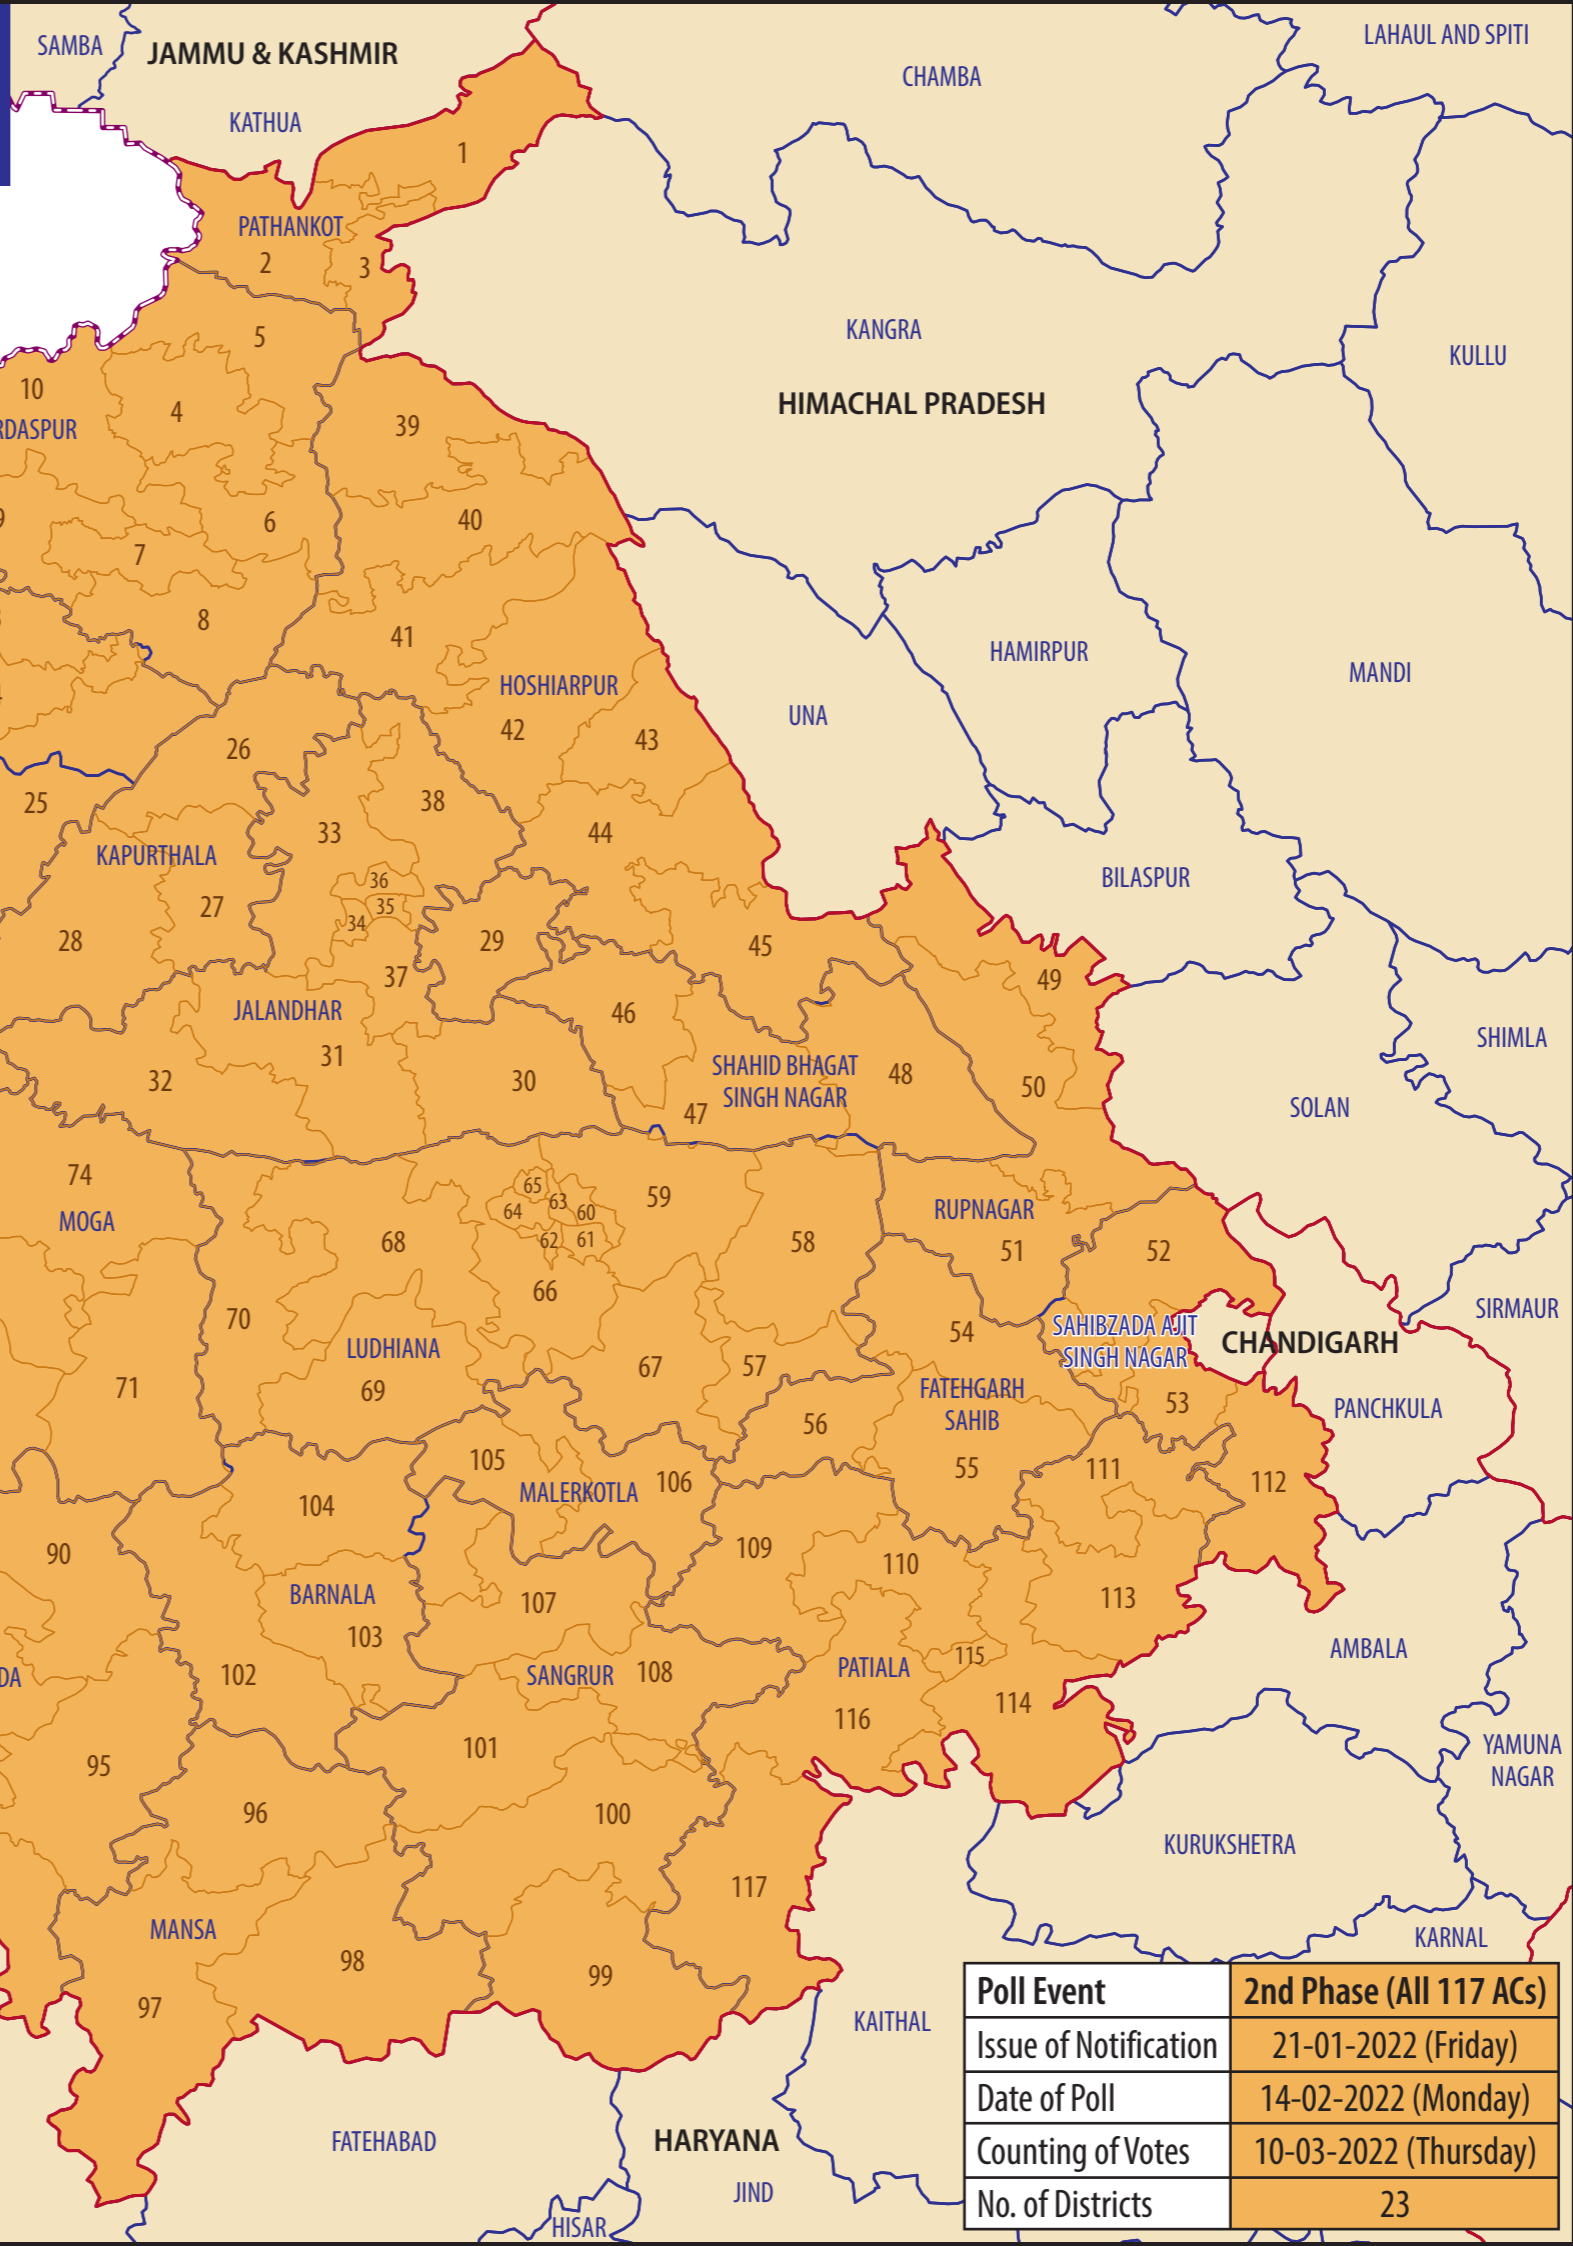 SAMBA
JAMMU & KASHMIR
LAHAUL AND SPITI
CHAMBA
KATHUA
1
PATHANKOT
2
3
KANGRA
5
KULLU
10
HIMACHAL PRADESH
4
39
RDASPUR
9
6
40
7
8
41
HAMIRPUR
MANDI
HOSHIARPUR
UNA
42
43
26
25
38
33
44
KAPURTHALA
BILASPUR
36
27
35
34
28
29
45
37
49
JALANDHAR
46
SHIMLA
31
SHAHID BHAGAT
SINGH NAGAR
48
32
30
50
47
SOLAN
74
65
59
63
64
60
MOGA
RUPNAGAR
68
62
61
58
51
52
66
SIRMAUR
70
54
SAHIBZADA AJIT
SINGH NAGAR
CHANDIGARH
LUDHIANA
67
57
71
69
FATEHGARH
SAHIB
53
PANCHKULA
56
105
55
111
106
112
MALERKOTLA
104
90
109
110
BARNALA
107
113
103
AMBALA
115
DA
102
SANGRUR
108
PATIALA
114
116
101
YAMUNA
NAGAR
95
96
100
KURUKSHETRA
117
MANSA
KARNAL
98
99
97
KAITHAL
FATEHABAD
HARYANA
JIND
HISAR
Poll Event 2nd Phase (All 117 ACs)
Issue of Notification 21-01-2022 (Friday)
Date of Poll 14-02-2022 (Monday)
Counting of Votes 10-03-2022 (Thursday)
No. of Districts 23